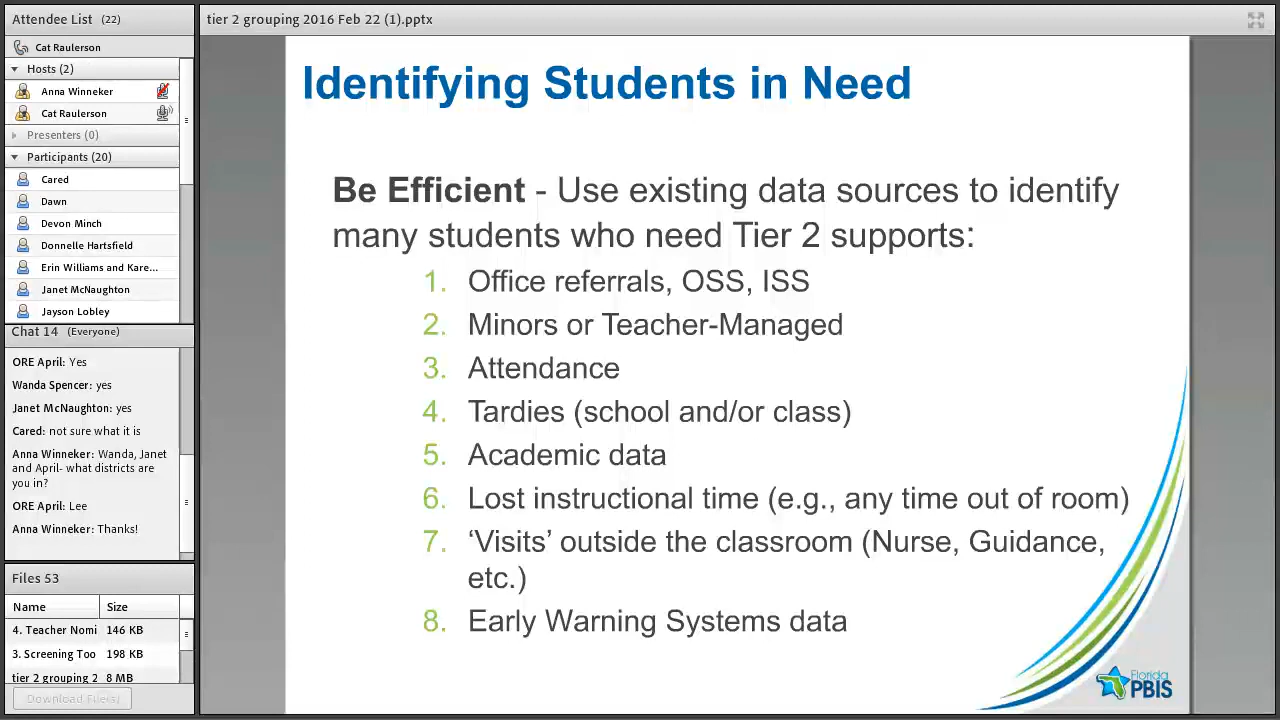 Attendee List (22)
Cat Raulerson
Hosts (2)
Anna Winneker
Cat Raulerson
Presenters (0)
Participants (20)
Cared
Dawn
Devon Minch
Donnelle Hartsfield
Erin Williams and Kare...
Janet McNaughton
Jayson Lobley
Chat 14 (Everyone)
ORE April: Yes
Wanda Spencer: yes
Janet McNaughton: yes
Cared: not sure what it is
Anna Winneker: Wanda, Janet
and April- what districts are
you in?
ORE April: Lee
Anna Winneker: Thanks!
Files 53
Name Size
4. Teacher Nomi 146 KB
3. Screening Too 198 KB
tier 2 grouping 2 8 MB
Download File(s)
tier 2 grouping 2016 Feb 22 (1).pptx
Identifying Students in Need
Be Efficient - Use existing data sources to identify
many students who need Tier 2 supports:
1. Office referrals, OSS, ISS
2. Minors or Teacher-Managed
3. Attendance
4. Tardies (school and/or class)
5. Academic data
6. Lost instructional time (e.g., any time out of room)
7. ‘Visits’ outside the classroom (Nurse, Guidance,
etc.)
8. Early Warning Systems data
Florida
PBIS